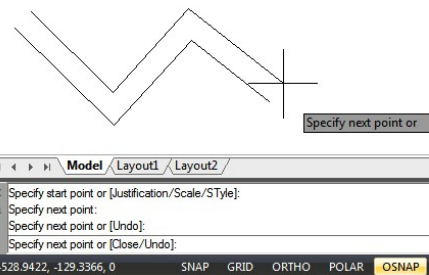 Specify next point or
Model Layout1 Layout2
Specify start point or [Justification/Scale/STyle]:
Specify next point:
Specify next point or [Undo]:
Specify next point or [Close/Undo]:
-528.9422, -129.3366, 0 SNAP GRID ORTHO POLAR OSNAP